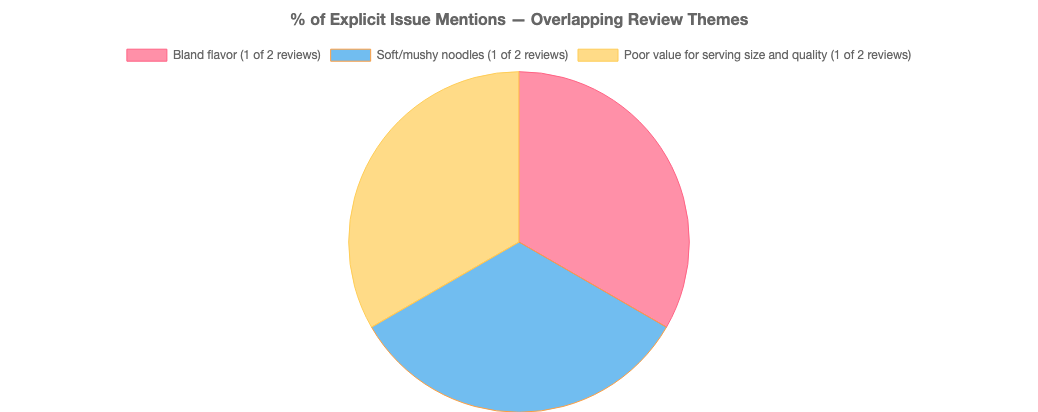 % of Explicit Issue Mentions — Overlapping Review Themes
Bland flavor (1 of 2 reviews) Soft/mushy noodles (1 of 2 reviews) Poor value for serving size and quality (1 of 2 reviews)